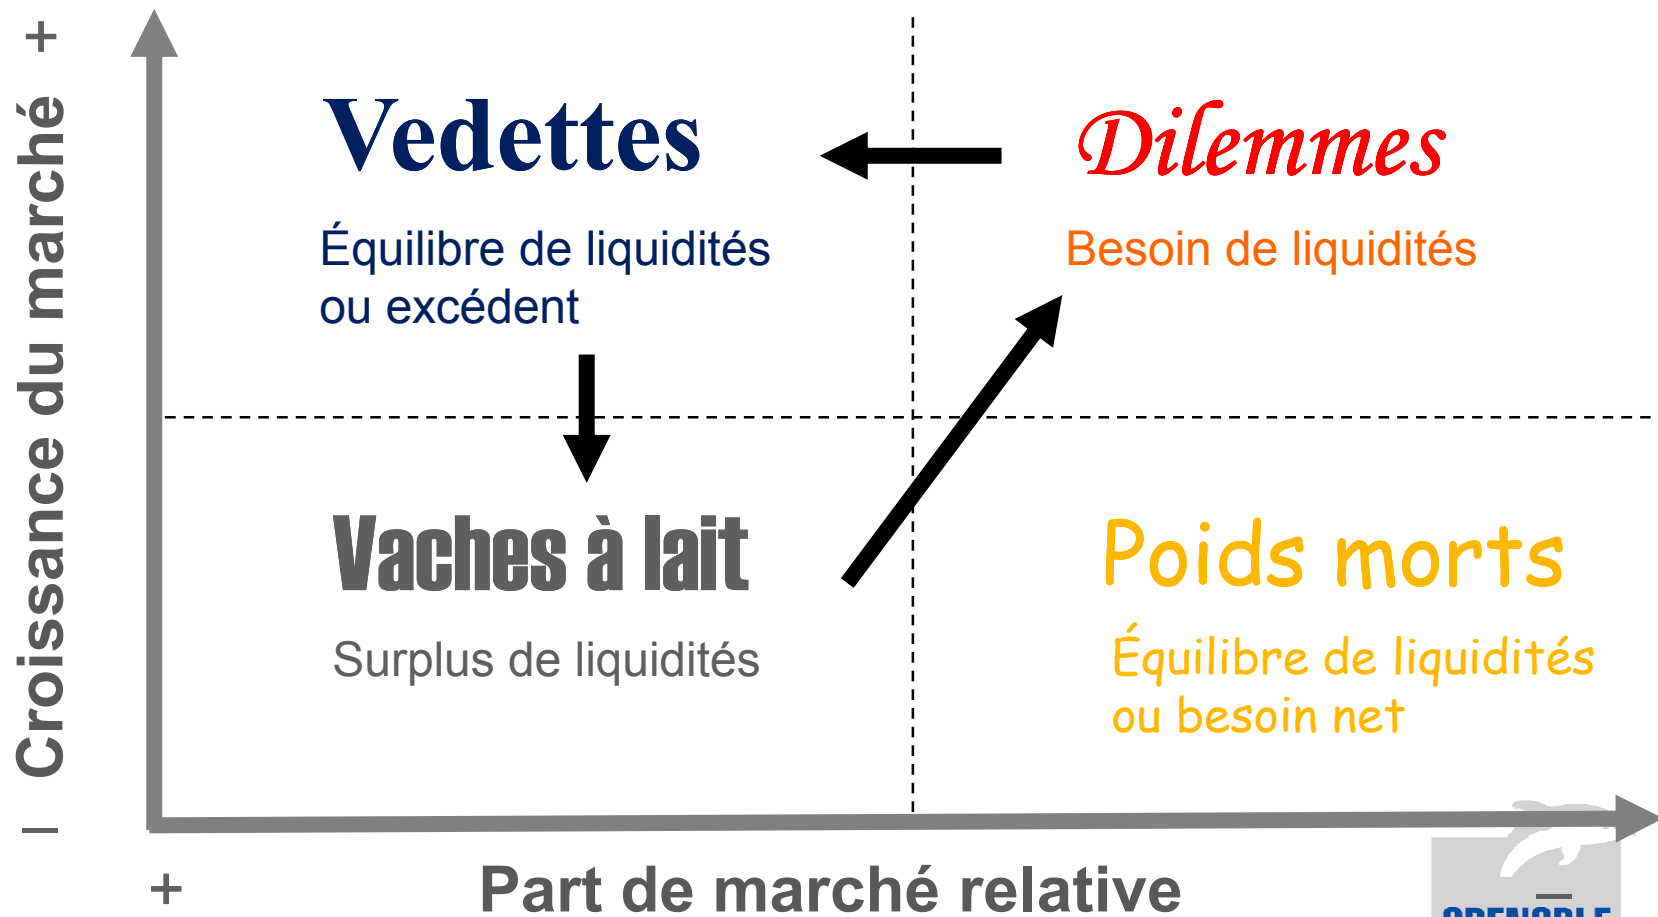 +
Croissance du marché
–
Vedettes
Équilibre de liquidités
ou excédent
Dilemmes
Besoin de liquidités
Vaches à lait
Surplus de liquidités
Poids morts
Équilibre de liquidités
ou besoin net
+
Part de marché relative
–
GRENOBLE